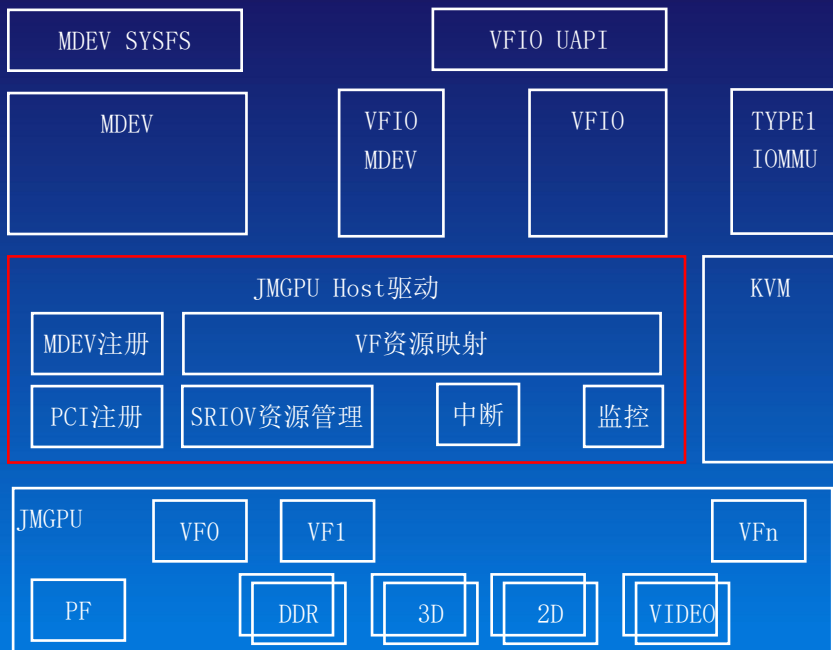 MDEV SYSFS
VFIO UAPI
MDEV
VFIO
MDEV
VFIO
TYPE1
IOMMU
JMGPU Host驱动
KVM
MDEV注册
VF资源映射
PCI注册
SRIOV资源管理
中断
监控
JMGPU
VF0
VF1
VFn
PF
DDR
3D
2D
VIDEO